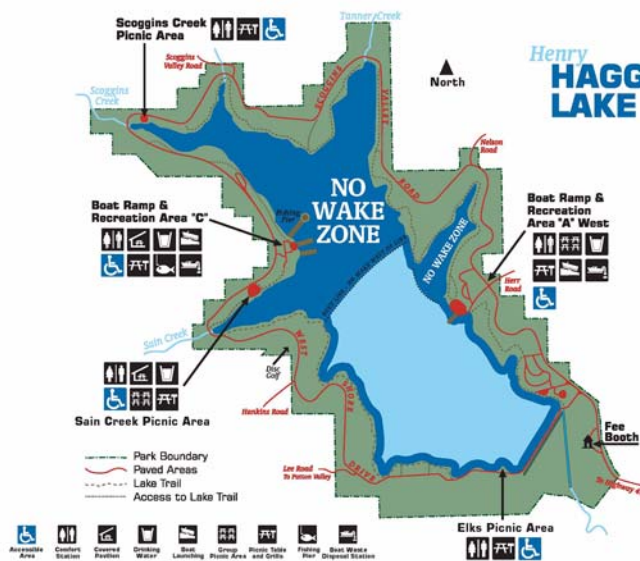 Scoggins Creek
Picnic Area
Tanner Creek
Henry
HAGG
LAKE
North
Scoggins
Valley Road
Scoggins
Creek
SCOGGINS
VALLEY
ROAD
Nelson
Road
Boat Ramp &
Recreation
Area "A" West
Boat Ramp &
Recreation Area "C"
Fishing
Pier
NO
WAKE
ZONE
NO WAKE ZONE
Herr
Road
Sain Creek
Disc
Golf
WEST
SHORE
DRIVE
Sain Creek Picnic Area
Henkins Road
Fee
Booth
Lee Road
To Patton Valley
To Highway 4
Park Boundary
Paved Areas
Lake Trail
Access to Lake Trail
Elks Picnic Area
Accessible
Area
Comfort
Station
Covered
Pavilion
Drinking
Water
Boat
Launching
Group
Picnic Area
Picnic Table
and Grills
Fishing
Pier
Boat Waste
Disposal Station